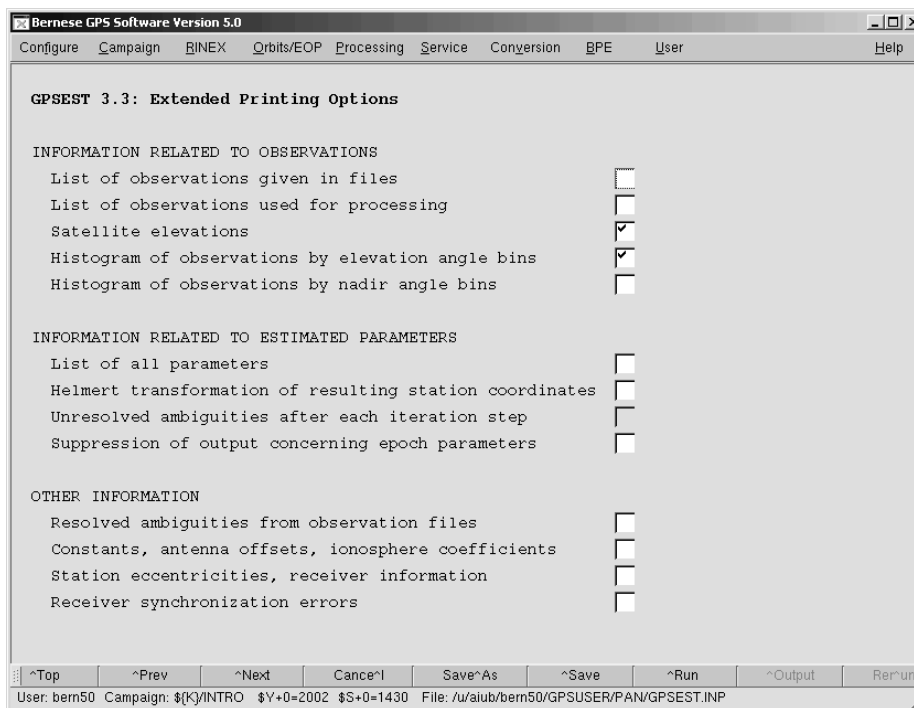 Bernese GPS Software Version 5.0
Configure Campaign RINEX Orbits/EOP Processing Service Conversion BPE User Help
GPSEST 3.3: Extended Printing Options
INFORMATION RELATED TO OBSERVATIONS
List of observations given in files
List of observations used for processing
Satellite elevations
Histogram of observations by elevation angle bins
Histogram of observations by nadir angle bins
INFORMATION RELATED TO ESTIMATED PARAMETERS
List of all parameters
Helmert transformation of resulting station coordinates
Unresolved ambiguities after each iteration step
Suppression of output concerning epoch parameters
OTHER INFORMATION
Resolved ambiguities from observation files
Constants, antenna offsets, ionosphere coefficients
Station eccentricities, receiver information
Receiver synchronization errors
^Top ^Prev ^Next Cance^l Save^As ^Save ^Run ^Output Rer^un
User: bern50 Campaign: ${K}/INTRO $Y+0=2002 $S+0=1430 File: /u/aiub/bern50/GPSUSER/PAN/GPSEST.INP